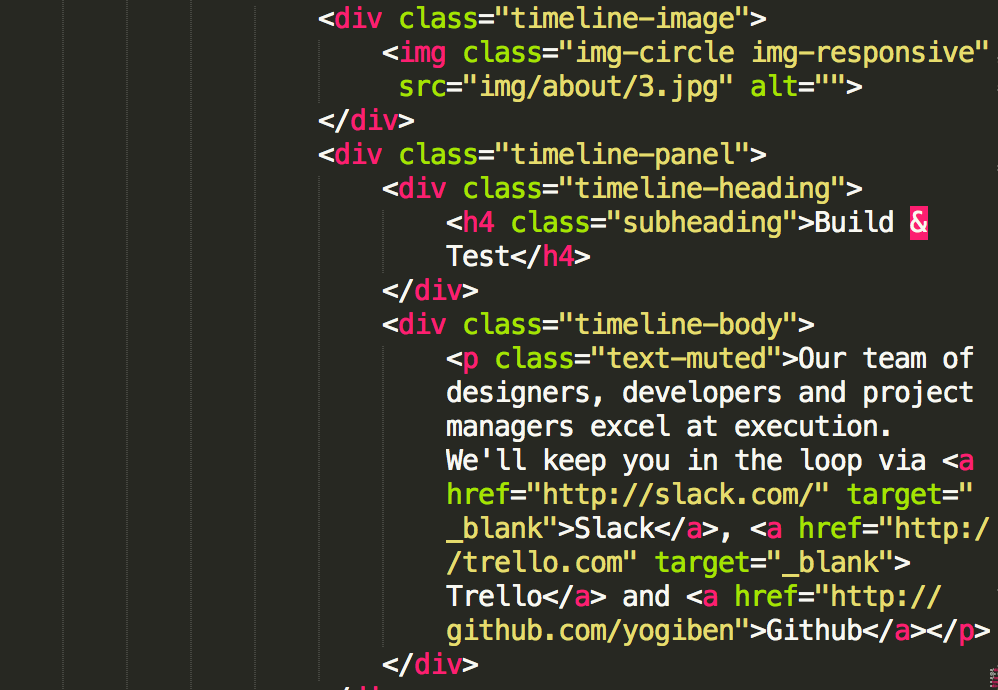 <div class="timeline-image">
<img class="img-circle img-responsive"
src="img/about/3.jpg" alt="">
</div>
<div class="timeline-panel">
<div class="timeline-heading">
<h4 class="subheading">Build &
Test</h4>
</div>
<div class="timeline-body">
<p class="text-muted">Our team of
designers, developers and project
managers excel at execution.
We'll keep you in the loop via <a
href="http://slack.com/" target="
_blank">Slack</a>, <a href="http:/
/trello.com" target="_blank">
Trello</a> and <a href="http://
github.com/yogiben">Github</a></p>
</div>